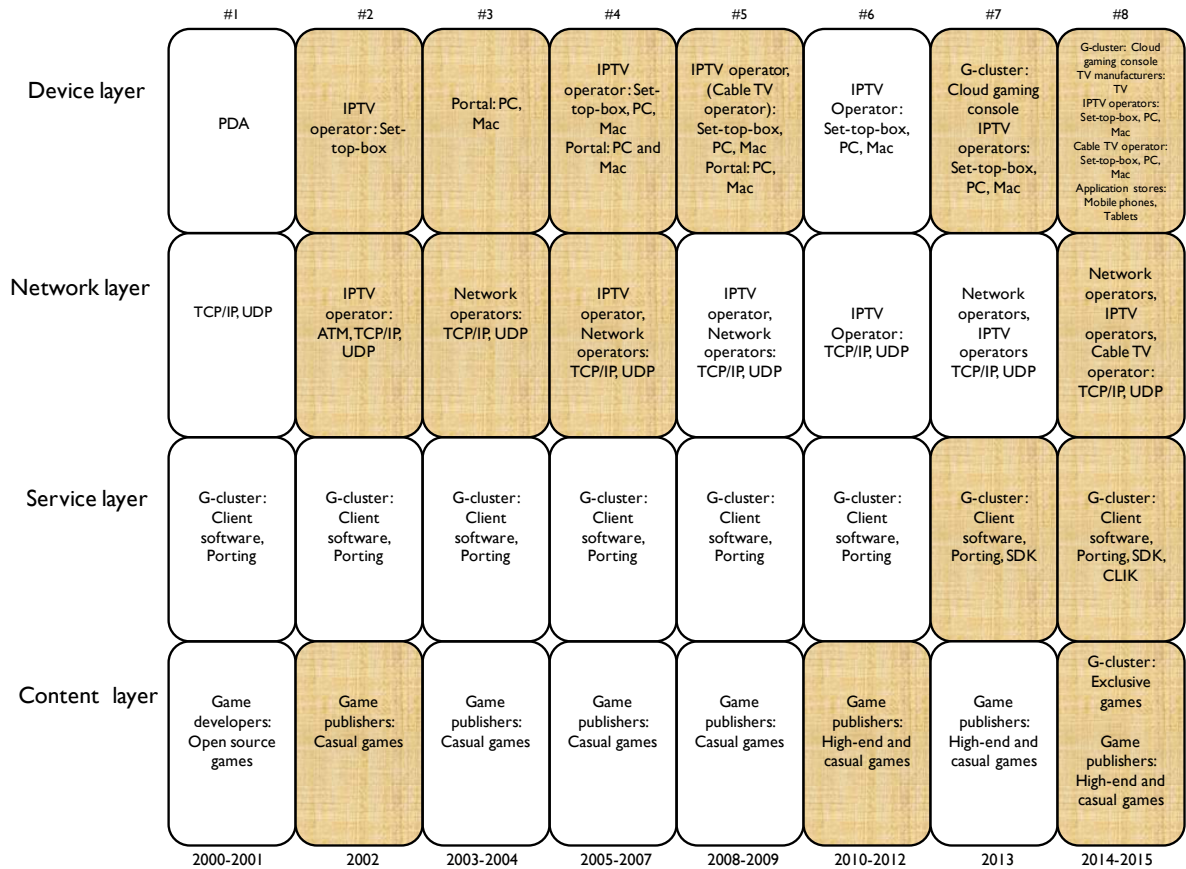 #1
#2
#3
#4
#5
#6
#7
#8
Device layer
PDA
IPTV
operator: Set-
top-box
Portal: PC,
Mac
IPTV
operator: Set-
top-box, PC,
Mac
Portal: PC and
Mac
IPTV operator,
(Cable TV
operator):
Set-top-box,
PC, Mac
Portal: PC,
Mac
IPTV
Operator:
Set-top-box,
PC, Mac
G-cluster:
Cloud gaming
console
IPTV
operators:
Set-top-box,
PC, Mac
G-cluster: Cloud
gaming console
TV manufacturers:
TV
IPTV operators:
Set-top-box, PC,
Mac
Cable TV operator:
Set-top-box, PC,
Mac
Application stores:
Mobile phones,
Tablets
Network layer
TCP/IP, UDP
IPTV
operator:
ATM, TCP/IP,
UDP
Network
operators:
TCP/IP, UDP
IPTV
operator,
Network
operators:
TCP/IP, UDP
IPTV
operator,
Network
operators:
TCP/IP, UDP
IPTV
Operator:
TCP/IP, UDP
Network
operators,
IPTV
operators
TCP/IP, UDP
Network
operators,
IPTV
operators,
Cable TV
operator:
TCP/IP, UDP
Service layer
G-cluster:
Client
software,
Porting
G-cluster:
Client
software,
Porting
G-cluster:
Client
software,
Porting
G-cluster:
Client
software,
Porting
G-cluster:
Client
software,
Porting
G-cluster:
Client
software,
Porting
G-cluster:
Client
software,
Porting, SDK
G-cluster:
Client
software,
Porting, SDK,
CLIK
Content layer
Game
developers:
Open source
games
Game
publishers:
Casual games
Game
publishers:
Casual games
Game
publishers:
Casual games
Game
publishers:
Casual games
Game
publishers:
High-end and
casual games
Game
publishers:
High-end and
casual games
G-cluster:
Exclusive
games
Game
publishers:
High-end and
casual games
2000-2001
2002
2003-2004
2005-2007
2008-2009
2010-2012
2013
2014-2015